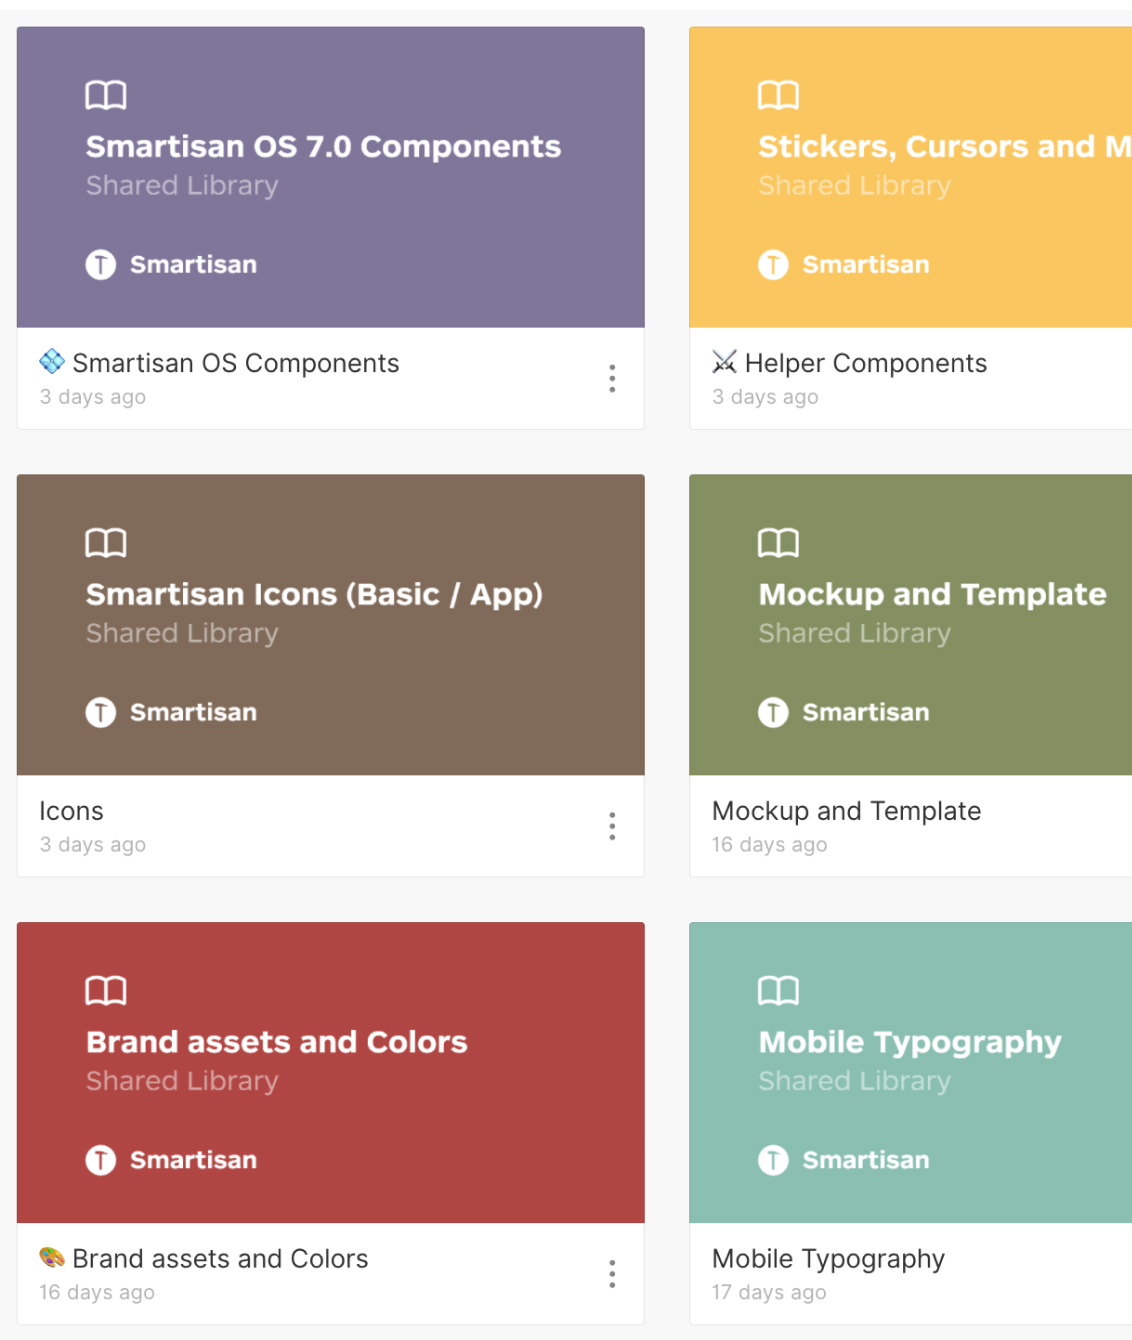 Smartisan OS 7.0 Components
Shared Library
Smartisan
Smartisan OS Components
3 days ago
Stickers, Cursors and M
Shared Library
Smartisan
Helper Components
3 days ago
Smartisan Icons (Basic / App)
Shared Library
Smartisan
Icons
3 days ago
Mockup and Template
Shared Library
Smartisan
Mockup and Template
16 days ago
Brand assets and Colors
Shared Library
Smartisan
Brand assets and Colors
16 days ago
Mobile Typography
Shared Library
Smartisan
Mobile Typography
17 days ago